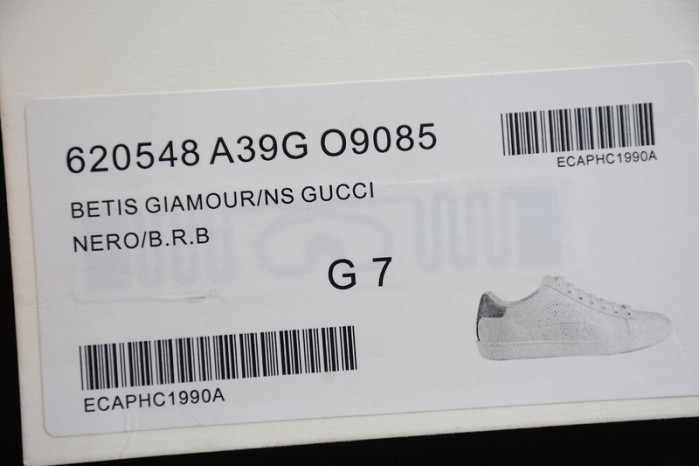 620548 A39G O9085
ECAPHC1990A
BETIS GIAMOUR/NS GUCCI
NERO/B.R.B
G 7
ECAPHC1990A